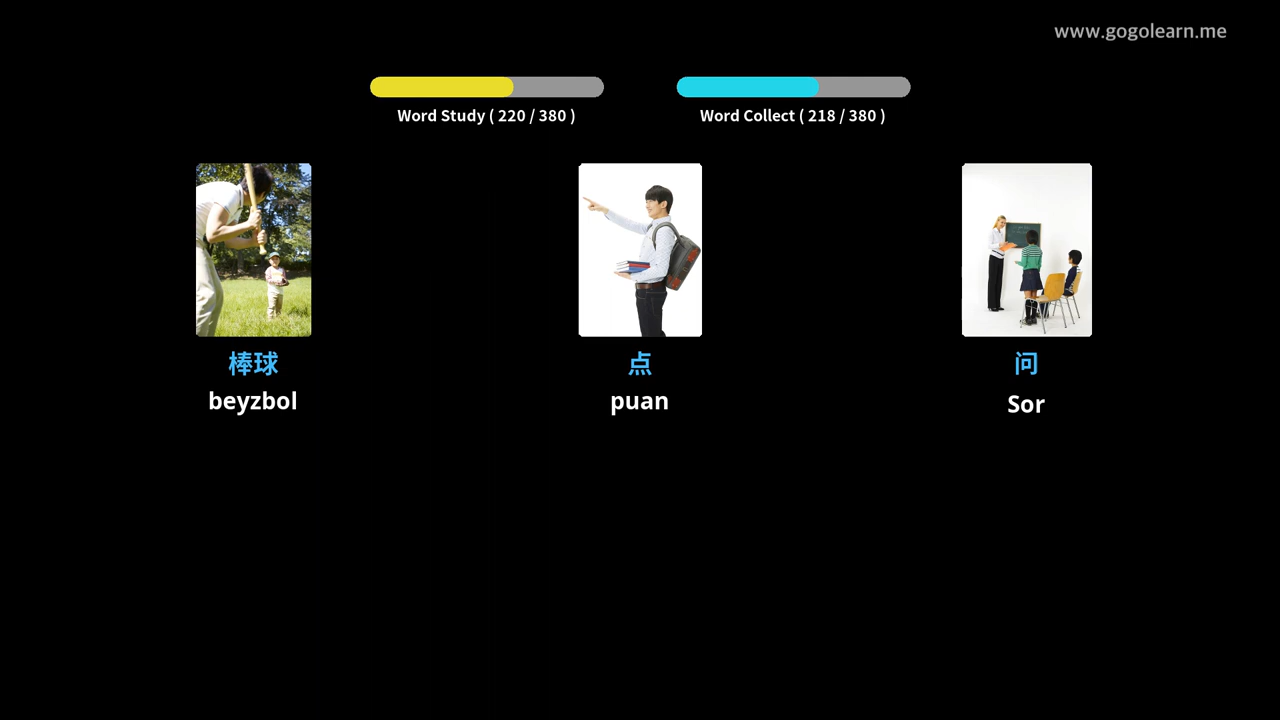 www.gogolearn.me
Word Study ( 220 / 380 )
Word Collect ( 218 / 380 )
棒球
点
问
beyzbol
puan
Sor